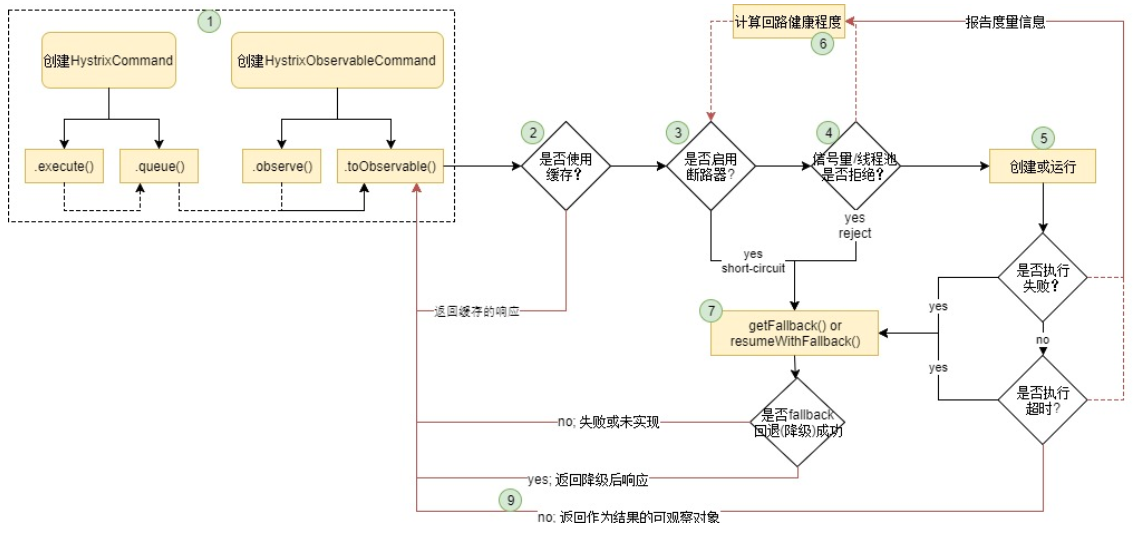 1
创建HystrixCommand
创建HystrixObservableCommand
.execute()
.queue()
.observe()
.toObservable()
2
是否使用
缓存?
返回缓存的响应
3
是否启用
断路器?
yes
short-circuit
计算回路健康程度
6
报告度量信息
4
信号量/线程池
是否拒绝?
yes
reject
5
创建或运行
是否执行
失败?
yes
no
是否执行
超时?
yes
7
getFallback() or
resumeWithFallback()
是否fallback
回退(降级)成功
no; 失败或未实现
yes; 返回降级后响应
9
no; 返回作为结果的可观察对象